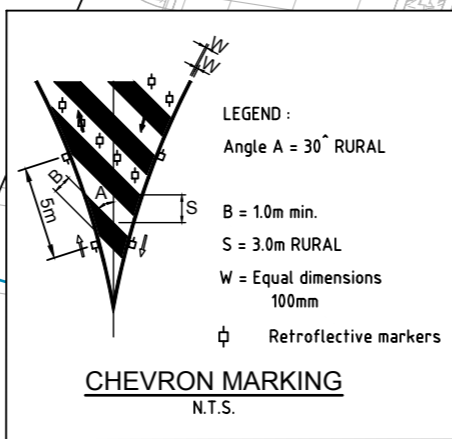 W
W
LEGEND :
Angle A = 30° RURAL
B
A
5m
S
B = 1.0m min.
S = 3.0m RURAL
W = Equal dimensions
100mm
Retroflective markers
CHEVRON MARKING
N.T.S.